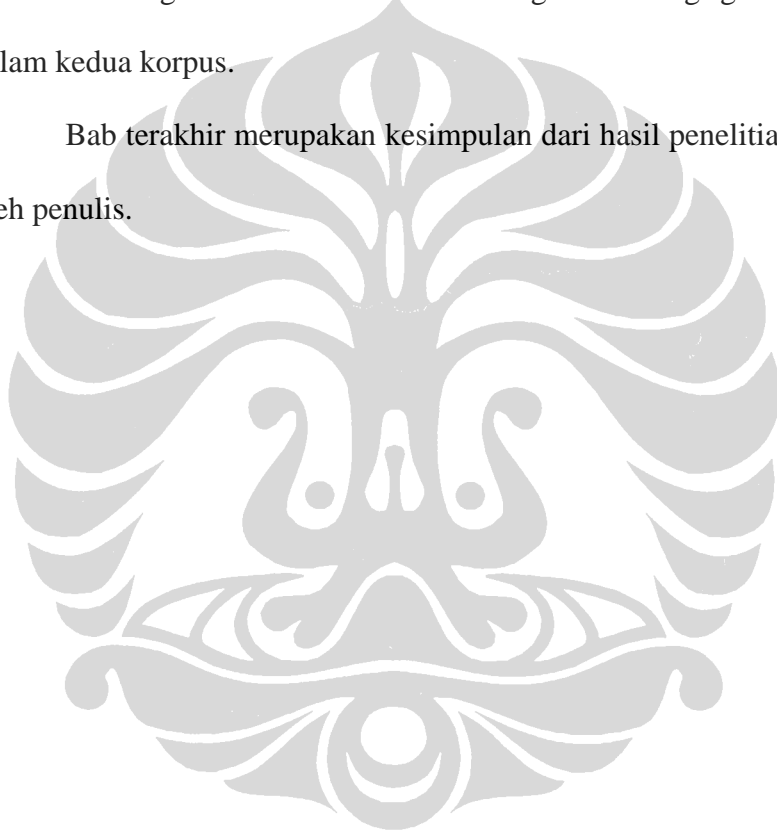 lam kedua korpus.
Bab terakhir merupakan kesimpulan dari hasil penelitia
eh penulis.